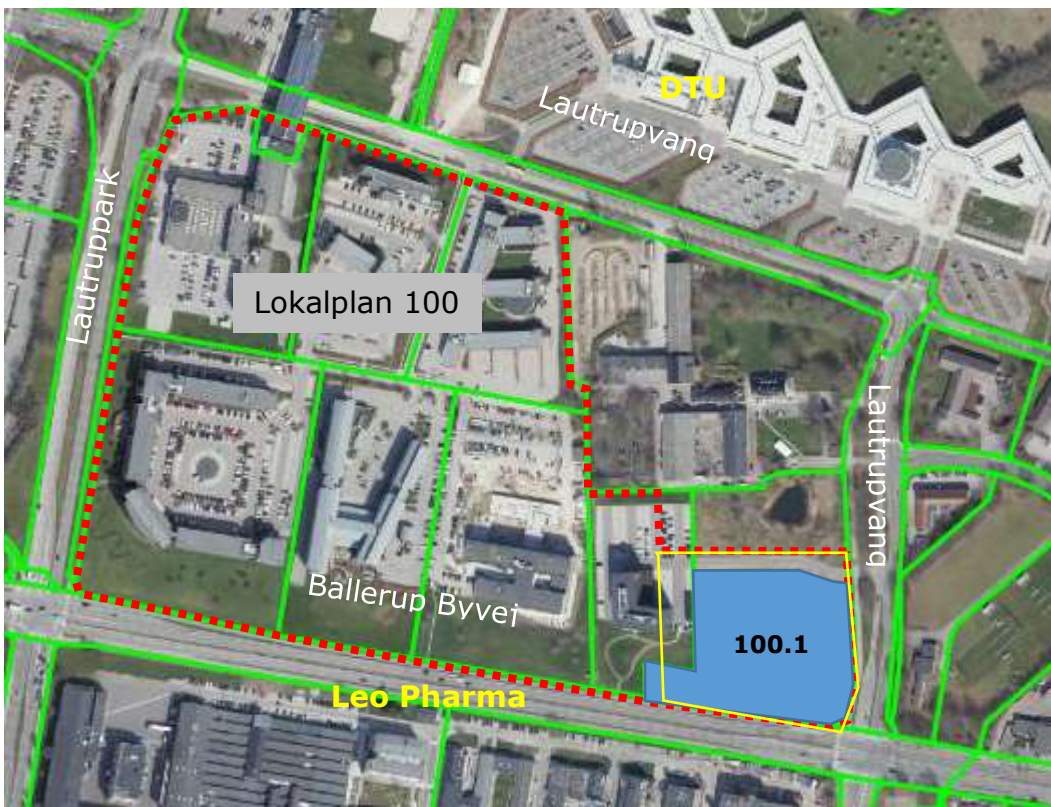 DTU
Lautrupvang
Lautruppark
Lokalplan 100
Lautrupvang
Ballerup Byvej
100.1
Leo Pharma